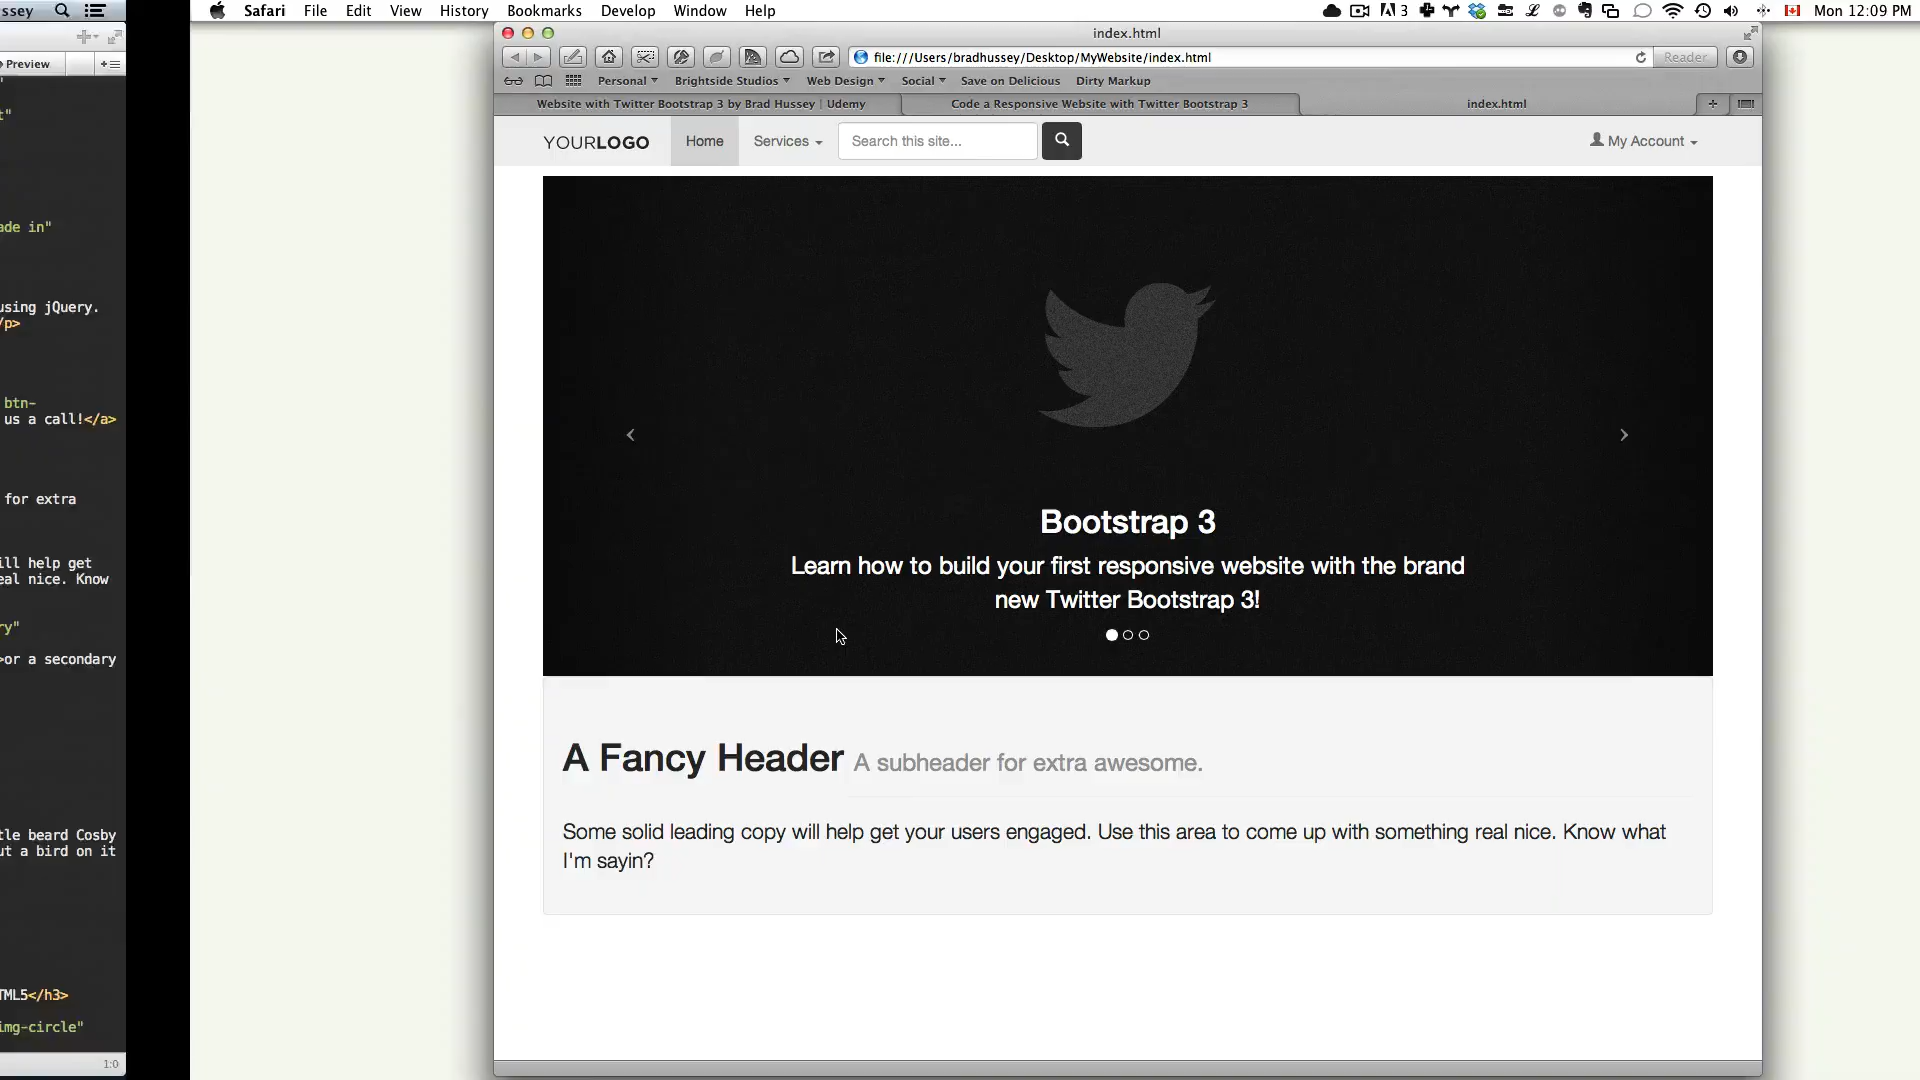 ssey
Safari File Edit View History Bookmarks Develop Window Help
3
Mon 12:09 PM
Preview
index.html
file:///Users/bradhussey/Desktop/MyWebsite/index.html
Reader
Personal Brightside Studios Web Design Social Save on Delicious Dirty Markup
Website with Twitter Bootstrap 3 by Brad Hussey | Udemy
Code a Responsive Website with Twitter Bootstrap 3
index.html
t"
YOURLOGO
Home
Services
Search this site...
My Account
ade in"
using jQuery.
/p>
btn-
us a call!</a>
for extra
ill help get
eal nice. Know
ry"
>or a secondary
tle beard Cosby
ut a bird on it
TML5</h3>
img-circle"
1:0
Bootstrap 3
Learn how to build your first responsive website with the brand
new Twitter Bootstrap 3!
A Fancy Header A subheader for extra awesome.
Some solid leading copy will help get your users engaged. Use this area to come up with something real nice. Know what
I'm sayin?